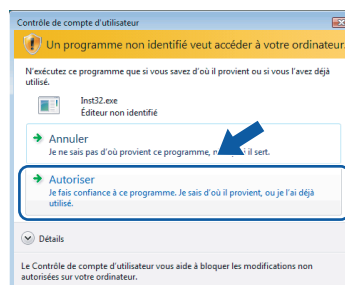 Contrôle de compte d'utilisateur
Un programme non identifié veut accéder à votre ordinateur
N'exécutez ce programme que si vous savez d'où il provient ou si vous l'avez déjà
utilisé.
Inst32.exe
Éditeur non identifié
Annuler
Je ne sais pas d'où provient ce programme, il sert.
Autoriser
Je fais confiance à ce programme. Je sais d'où il provient, ou je l'ai déjà
utilisé.
Détails
Le Contrôle de compte d'utilisateur vous aide à bloquer les modifications non
autorisées sur votre ordinateur.